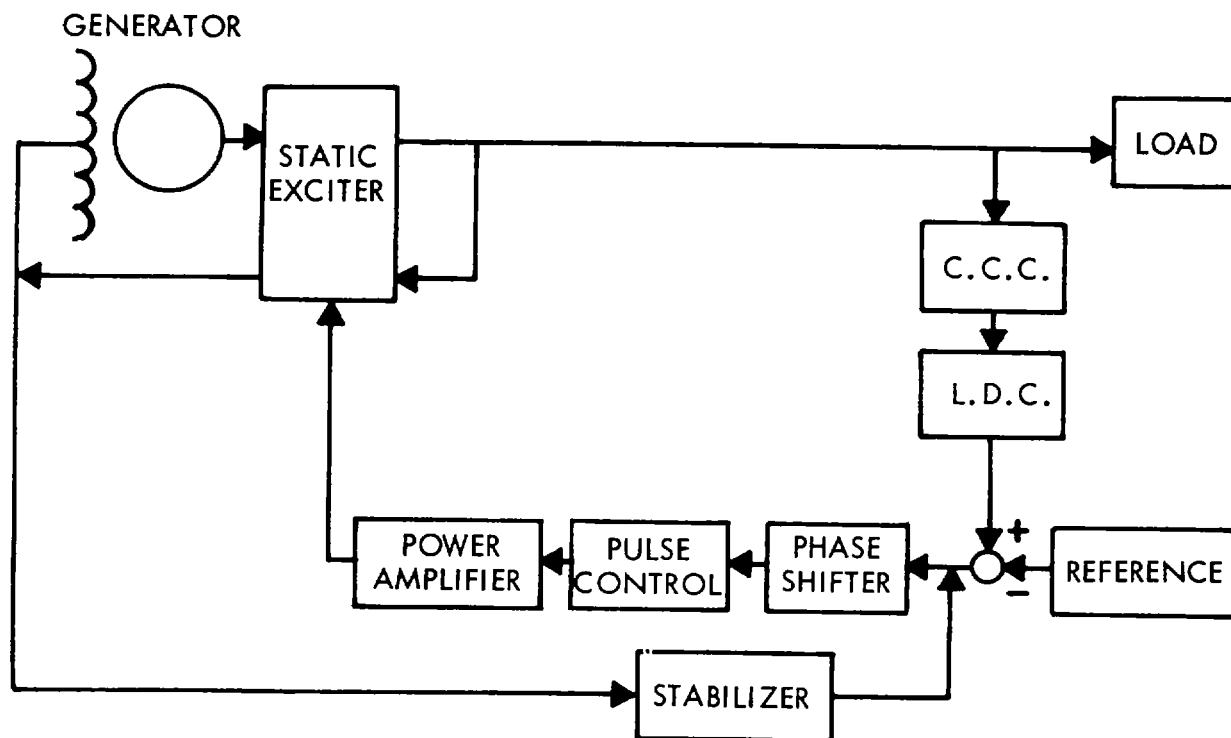 GENERATOR
STATIC
EXCITER
LOAD
C.C.C.
L.D.C.
+
POWER
AMPLIFIER
PULSE
CONTROL
PHASE
SHIFTER
−
REFERENCE
STABILIZER